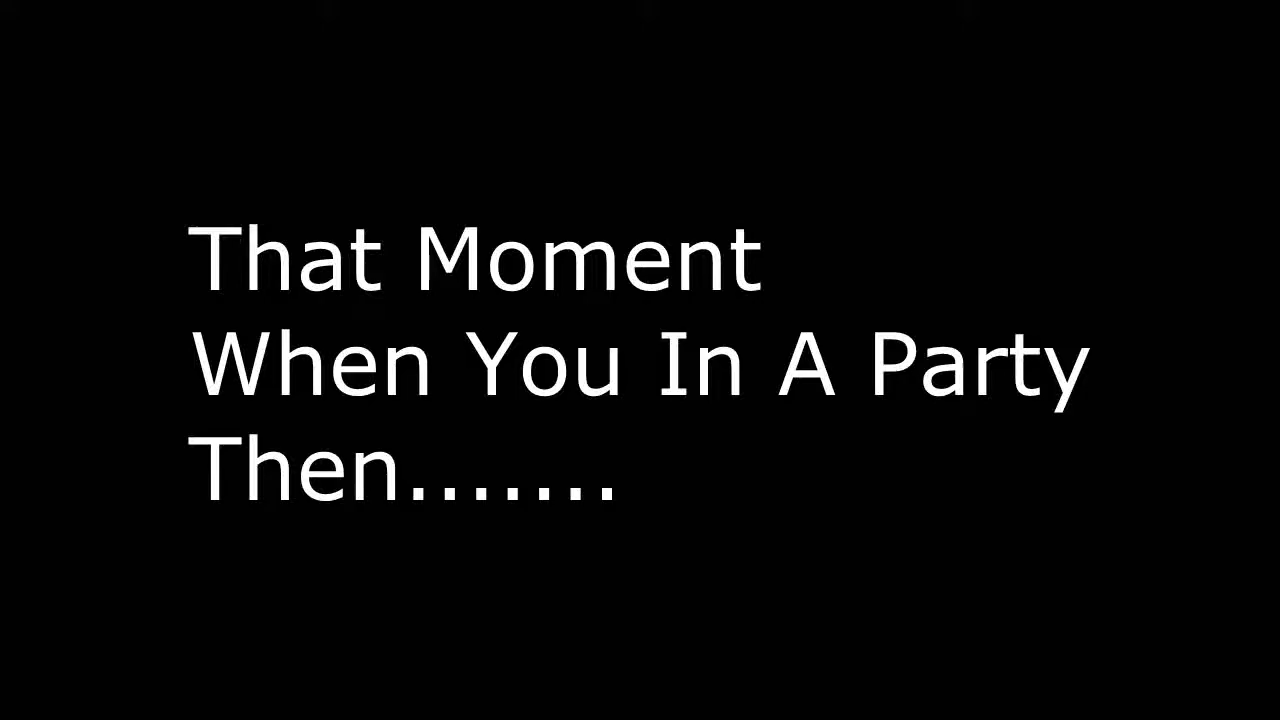 That Moment
When You In A Party
Then.......